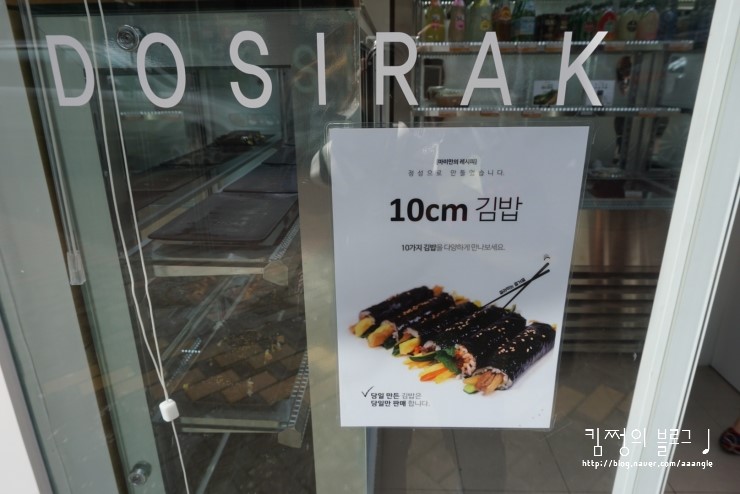 DOSIRAK
정성으로 만들었습니다.
10cm 김밥
10가지 김밥을 다양하게 만나보세요.
당일 만든 김밥은
당일만 판매 합니다.
킴쩡의 블로그♩
http://blog.naver.com/aaangle